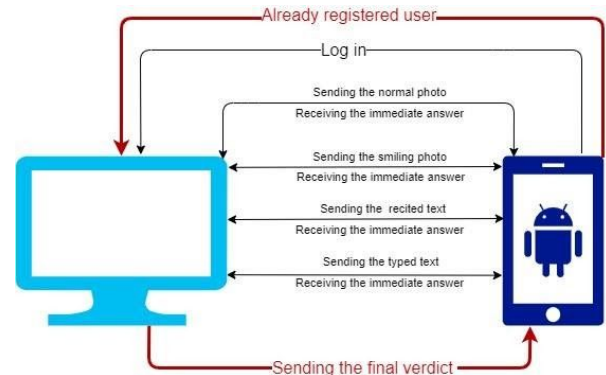 Already registered user
Log in
Sending the normal photo
Receiving the immediate answer
Sending the smiling photo
Receiving the immediate answer
Sending the recited text
Receiving the immediate answer
Sending the typed text
Receiving the immediate answer
Sending the final verdict